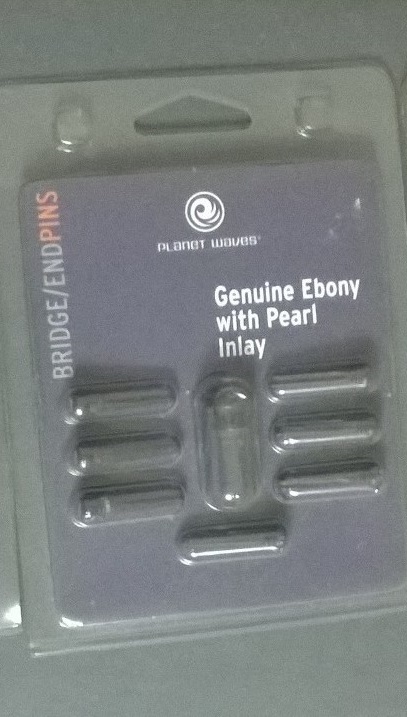 BRIDGE/ENDPINS
PLANET WAVES
Genuine Ebony
with Pearl
Inlay